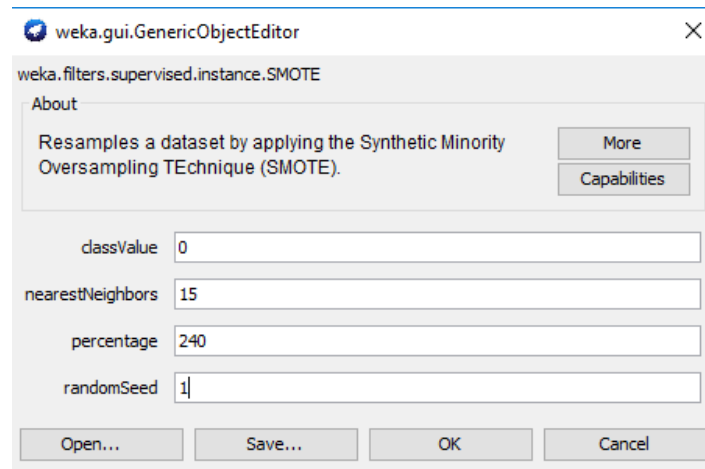 weka.gui.GenericObjectEditor
weka.filters.supervised.instance.SMOTE
About
Resamples a dataset by applying the Synthetic Minority
Oversampling TEchnique (SMOTE).
More
Capabilities
classValue 0
nearestNeighbors 15
percentage 240
randomSeed 1
Open... Save... OK Cancel